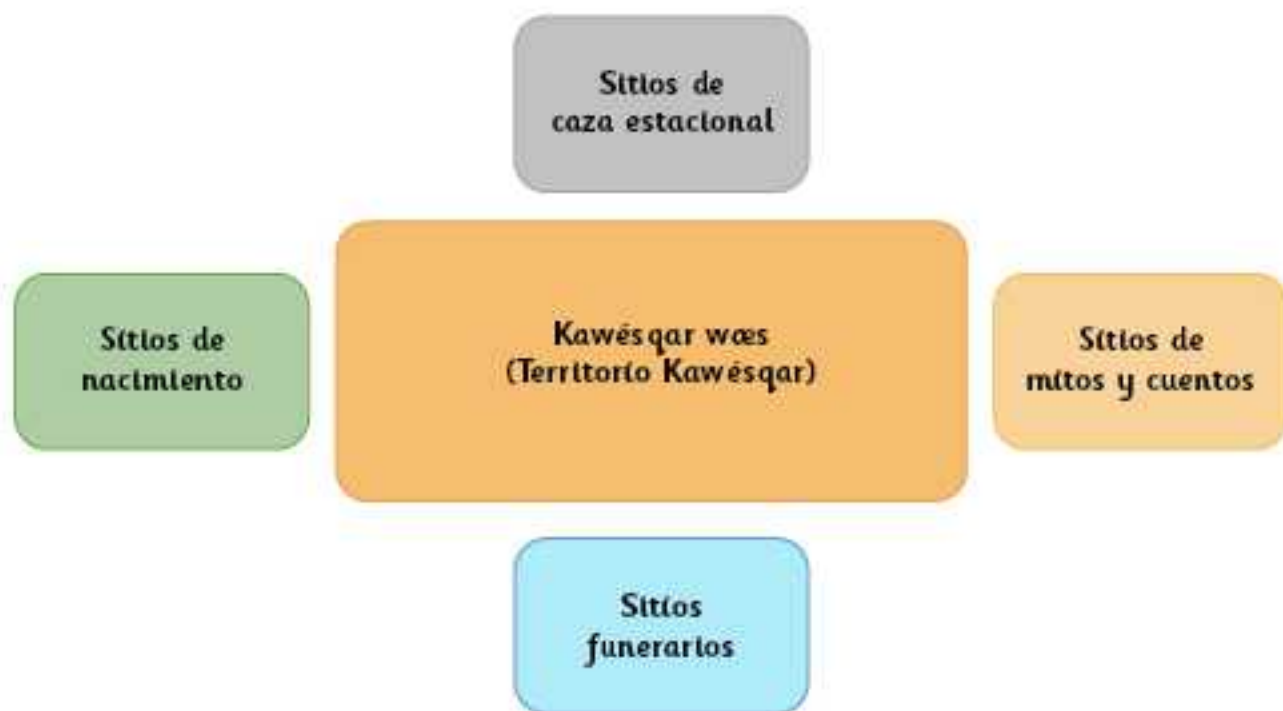 Sitios de
caza estacional
Sitios de
nacimiento
Kawésqar wæs
(Territorio Kawésqar)
Sitios de
mitos y cuentos
Sitios
funerarios